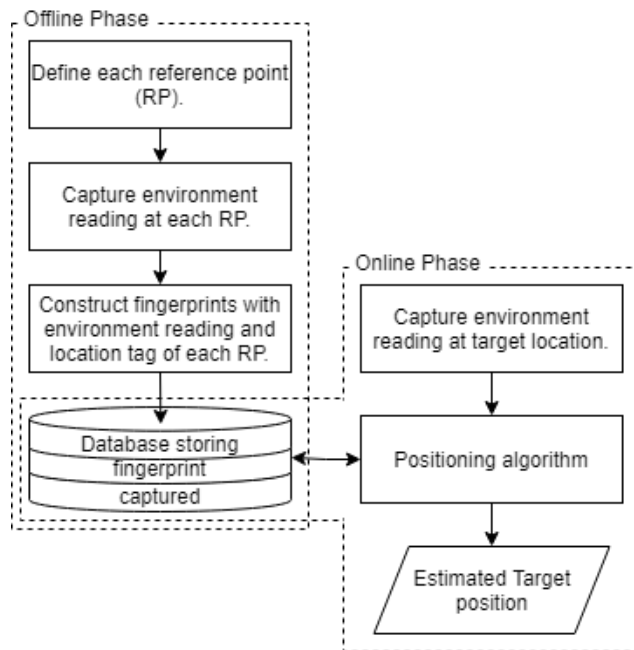 Offline Phase
Define each reference point
(RP).
Capture environment
reading at each RP.
Construct fingerprints with
environment reading and
location tag of each RP.
Database storing
fingerprint
captured
Online Phase
Capture environment
reading at target location.
Positioning algorithm
Estimated Target
position